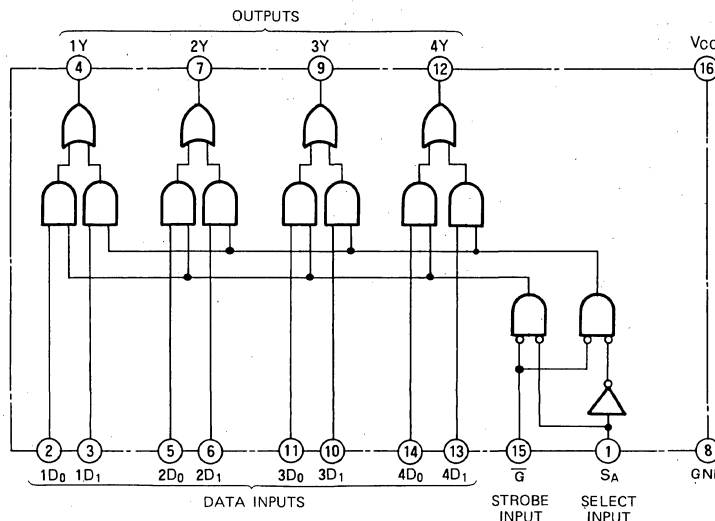 OUTPUTS
1Y 2Y 3Y 4Y VCC
4 7 9 12 16
2 3 5 6 11 10 14 13 15 1 8
1D0 1D1 2D0 2D1 3D0 3D1 4D0 4D1 G̅ SA GN
DATA INPUTS
STROBE INPUT
SELECT INPUT